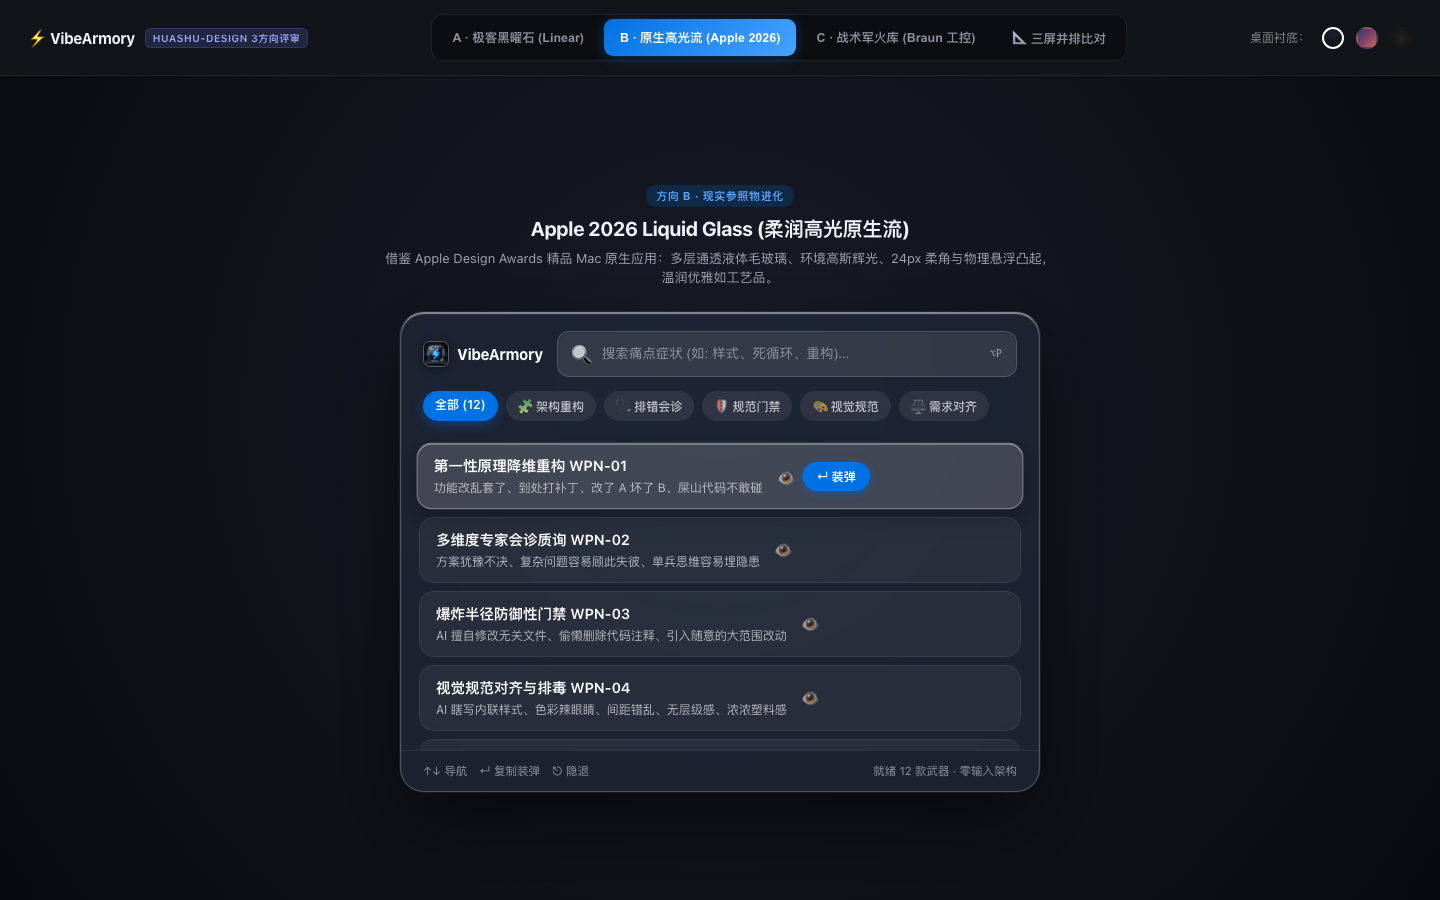 ⚡ VibeArmory
HUASHU-DESIGN 3方向评审
A · 极客黑曜石 (Linear)
B · 原生高光流 (Apple 2026)
C · 战术军火库 (Braun 工控)
📐 三屏并排比对
桌面衬底：
方向 B · 现实参照物进化
Apple 2026 Liquid Glass (柔润高光原生流)
借鉴 Apple Design Awards 精品 Mac 原生应用：多层通透液体毛玻璃、环境高斯辉光、24px 柔角与物理悬浮凸起，
温润优雅如工艺品。
VibeArmory
🔍 搜索痛点症状 (如: 样式、死循环、重构)...
⌥P
全部 (12)
🧩 架构重构
🩺 排错会诊
🛡️ 规范门禁
🎨 视觉规范
⚖️ 需求对齐
第一性原理降维重构 WPN-01
功能改乱套了、到处打补丁、改了 A 坏了 B、屎山代码不敢碰
👁️
↵ 装弹
多维度专家会诊质询 WPN-02
方案犹豫不决、复杂问题容易顾此失彼、单兵思维容易埋隐患
👁️
爆炸半径防御性门禁 WPN-03
AI 擅自修改无关文件、偷懒删除代码注释、引入随意的大范围改动
👁️
视觉规范对齐与排毒 WPN-04
AI 瞎写内联样式、色彩辣眼睛、间距错乱、无层级感、浓浓塑料感
👁️
↑↓ 导航
↵ 复制装弹
⎋ 隐退
就绪 12 款武器 · 零输入架构